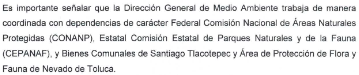 Es importante señalar que la Dirección General de Medio Ambiente trabaja de manera
coordinada con dependencias de carácter Federal Comisión Nacional de Áreas Naturales
Protegidas (CONANP), Estatal Comisión Estatal de Parques Naturales y de la Fauna
(CEPANAF), y Bienes Comunales de Santiago Tlacotepec y Área de Protección de Flora y
Fauna de Nevado de Toluca.